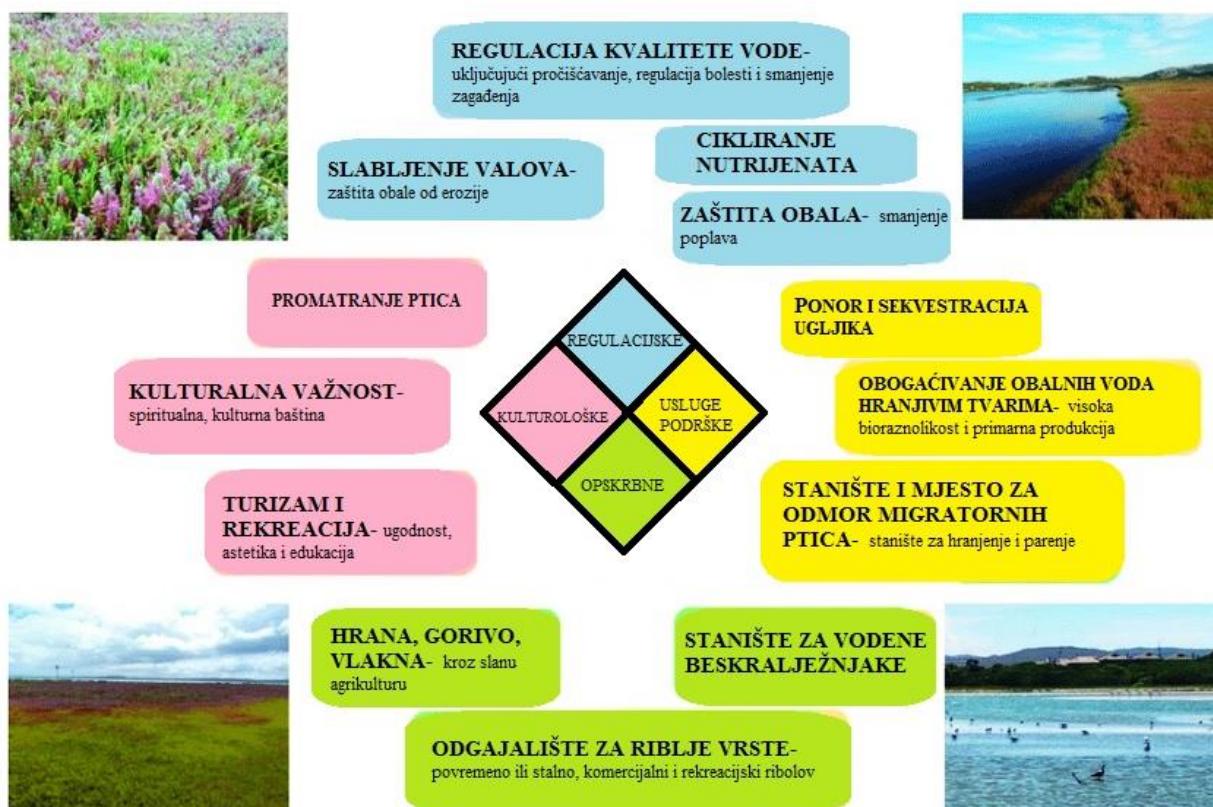 REGULACIJA KVALITETE VODE-
uključujući pročišćavanje, regulacija bolesti i smanjenje
zagađenja
CIKLIRANJE
NUTRIJENATA
SLABLJENJE VALOVA-
zaštita obale od erozije
ZAŠTITA OBALA- smanjenje
poplava
PROMATRANJE PTICA
PONOR I SEKVESTRACIJA
UGLJIKA
KULTURALNA VAŽNOST-
spiritualna, kulturna baština
OBOGAĆIVANJE OBALNIH VODA
HRANJIVIM TVARIMA- visoka
bioraznolikost i primarna produkcija
TURIZAM I
REKREACIJA- ugodnost,
astetika i edukacija
STANIŠTE I MJESTO ZA
ODMOR MIGRATORNIH
PTICA- stanište za hranjenje i parenje
REGULACIJSKE
KULTUROLOŠKE
USLUGE
PODRŠKE
OPSKRBNE
HRANA, GORIVO,
VLAKNA- kroz slanu
agrikulturu
STANIŠTE ZA VODENE
BESKRALJEŽNJAKE
ODGAJALIŠTE ZA RIBLJE VRSTE-
povremeno ili stalno, komercijalni i rekreacijski ribolov